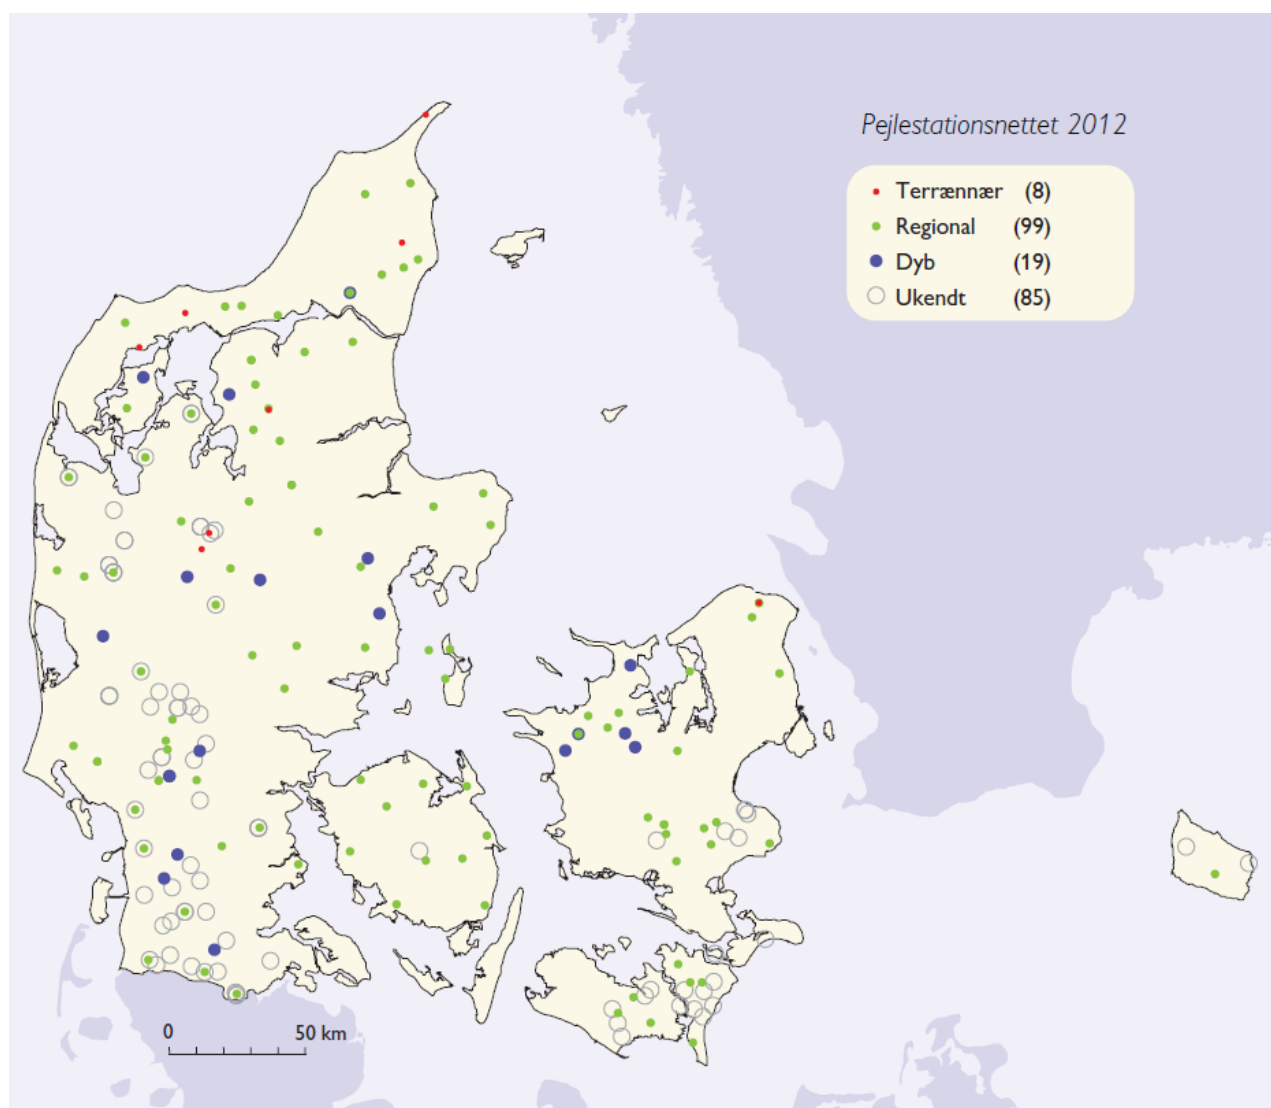 Pejlestationsnettet 2012
Terrænnær (8)
Regional (99)
Dyb (19)
Ukendt (85)
0 50 km